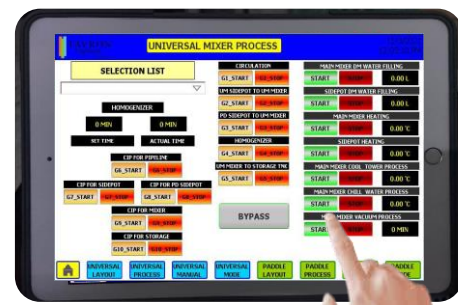 UNIVERSAL MIXER PROCESS
SELECTION LIST
HOMOGENIZER
0 MIN 0 MIN
SET TIME ACTUAL TIME
CIP FOR PIPELINE
G6_START G6_STOP
CIP FOR SIDEPOT CIP FOR PD SIDEPOT
G7_START G7_STOP G8_START G8_STOP
CIP FOR MIXER
G9_START G9_STOP
CIP FOR STORAGE
G10_START G10_STOP
CIRCULATION
G1_START G1_STOP
UM SIDEPOT TO UM MIXER
G2_START G2_STOP
PD SIDEPOT TO UM MIXER
G3_START G3_STOP
HOMOGENIZER
G4_START G4_STOP
UM MIXER TO STORAGE TNK
G5_START G5_STOP
BYPASS
MAIN MIXER DM WATER FILLING
START STOP 0.00 L
SIDEPOT DM WATER FILLING
START STOP 0.00 L
MAIN MIXER HEATING
START STOP 0.00 °C
SIDEPOT HEATING
START STOP 0.00 °C
MAIN MIXER COOL TOWER PROCESS
START STOP 0.00 °C
MAIN MIXER CHILL WATER PROCESS
START STOP 0.00 °C
MIXER VACUUM PROCESS
START 0 MIN
UNIVERSAL LAYOUT
UNIVERSAL PROCESS
UNIVERSAL MANUAL
UNIVERSAL MODE
PADDLE LAYOUT
PADDLE PROCESS